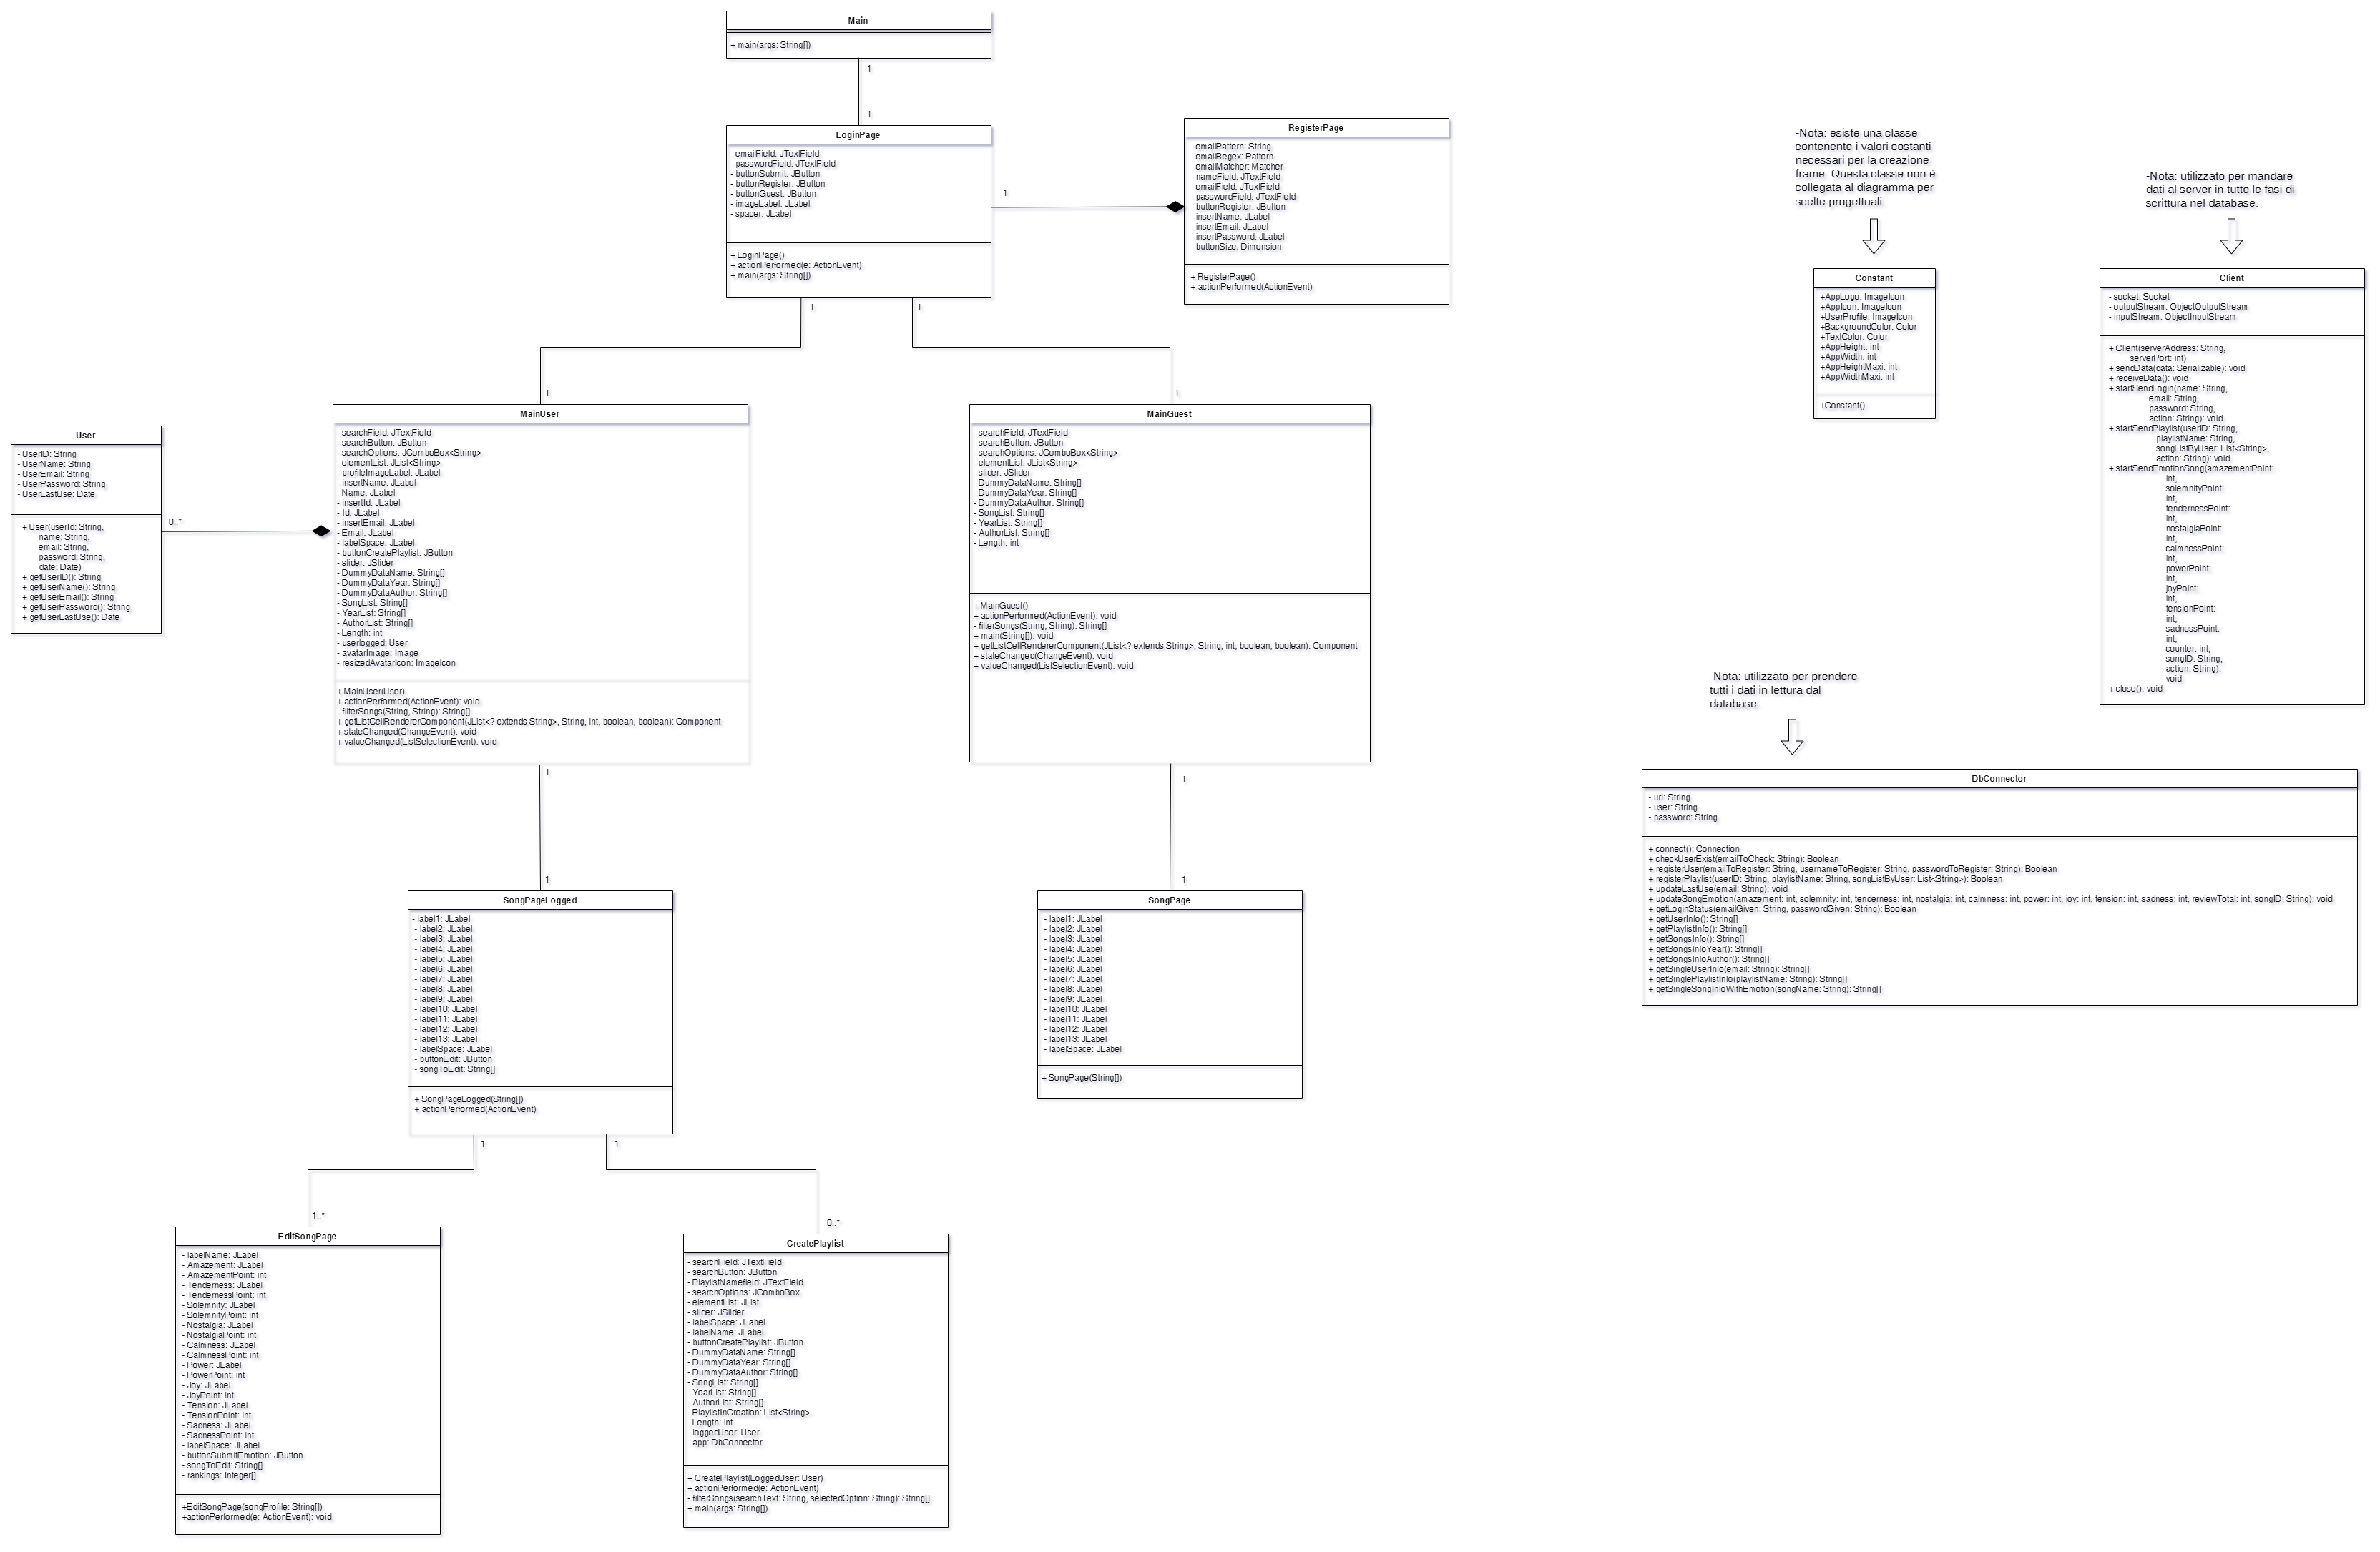 Main
+ main(args: String[])
1
1
LoginPage
- emailField: JTextField
- passwordField: JTextField
- buttonSubmit: JButton
- buttonRegister: JButton
- buttonGuest: JButton
- imageLabel: JLabel
- spacer: JLabel
+ LoginPage()
+ actionPerformed(e: ActionEvent)
+ main(args: String[])
1
RegisterPage
- emailPattern: String
- emailRegex: Pattern
- emailMatcher: Matcher
- nameField: JTextField
- emailField: JTextField
- passwordField: JTextField
- buttonRegister: JButton
- insertName: JLabel
- insertEmail: JLabel
- insertPassword: JLabel
- buttonSize: Dimension
+ RegisterPage()
+ actionPerformed(ActionEvent)
-Nota: esiste una classe
contenente i valori costanti
necessari per la creazione
frame. Questa classe non è
collegata al diagramma per
scelte progettuali.
Constant
+AppLogo: ImageIcon
+AppIcon: ImageIcon
+UserProfile: ImageIcon
+BackgroundColor: Color
+TextColor: Color
+AppHeight: int
+AppWidth: int
+AppHeightMaxi: int
+AppWidthMaxi: int
+Constant()
-Nota: utilizzato per mandare
dati al server in tutte le fasi di
scrittura nel database.
Client
- socket: Socket
- outputStream: ObjectOutputStream
- inputStream: ObjectInputStream
+ Client(serverAddress: String,
serverPort: int)
+ sendData(data: Serializable): void
+ receiveData(): void
+ startSendLogin(name: String,
email: String,
password: String,
action: String): void
+ startSendPlaylist(userID: String,
playlistName: String,
songListByUser: List<String>,
action: String): void
+ startSendEmotionSong(amazementPoint:
int,
solemnityPoint:
int,
tendernessPoint:
int,
nostalgiaPoint:
int,
calmnessPoint:
int,
powerPoint:
int,
joyPoint:
int,
tensionPoint:
int,
sadnessPoint:
int,
counter: int,
songID: String,
action: String):
void
+ close(): void
1
1
1
1
User
- UserID: String
- UserName: String
- UserEmail: String
- UserPassword: String
- UserLastUse: Date
+ User(userId: String,
name: String,
email: String,
password: String,
date: Date)
+ getUserID(): String
+ getUserName(): String
+ getUserEmail(): String
+ getUserPassword(): String
+ getUserLastUse(): Date
0..*
MainUser
- searchField: JTextField
- searchButton: JButton
- searchOptions: JComboBox<String>
- elementList: JList<String>
- profileImageLabel: JLabel
- insertName: JLabel
- Name: JLabel
- insertId: JLabel
- Id: JLabel
- insertEmail: JLabel
- Email: JLabel
- labelSpace: JLabel
- buttonCreatePlaylist: JButton
- slider: JSlider
- DummyDataName: String[]
- DummyDataYear: String[]
- DummyDataAuthor: String[]
- SongList: String[]
- YearList: String[]
- AuthorList: String[]
- Length: int
- userlogged: User
- avatarImage: Image
- resizedAvatarIcon: ImageIcon
+ MainUser(User)
+ actionPerformed(ActionEvent): void
- filterSongs(String, String): String[]
+ getListCellRendererComponent(JList<? extends String>, String, int, boolean, boolean): Component
+ stateChanged(ChangeEvent): void
+ valueChanged(ListSelectionEvent): void
MainGuest
- searchField: JTextField
- searchButton: JButton
- searchOptions: JComboBox<String>
- elementList: JList<String>
- slider: JSlider
- DummyDataName: String[]
- DummyDataYear: String[]
- DummyDataAuthor: String[]
- SongList: String[]
- YearList: String[]
- AuthorList: String[]
- Length: int
+ MainGuest()
+ actionPerformed(ActionEvent): void
- filterSongs(String, String): String[]
+ main(String[]): void
+ getListCellRendererComponent(JList<? extends String>, String, int, boolean, boolean): Component
+ stateChanged(ChangeEvent): void
+ valueChanged(ListSelectionEvent): void
-Nota: utilizzato per prendere
tutti i dati in lettura dal
database.
DbConnector
- url: String
- user: String
- password: String
+ connect(): Connection
+ checkUserExist(emailToCheck: String): Boolean
+ registerUser(emailToRegister: String, usernameToRegister: String, passwordToRegister: String): Boolean
+ registerPlaylist(userID: String, playlistName: String, songListByUser: List<String>): Boolean
+ updateLastUse(email: String): void
+ updateSongEmotion(amazement: int, solemnity: int, tenderness: int, nostalgia: int, calmness: int, power: int, joy: int, tension: int, sadness: int, reviewTotal: int, songID: String): void
+ getLoginStatus(emailGiven: String, passwordGiven: String): Boolean
+ getUserInfo(): String[]
+ getPlaylistInfo(): String[]
+ getSongsInfo(): String[]
+ getSongsInfoYear(): String[]
+ getSongsInfoAuthor(): String[]
+ getSingleUserInfo(email: String): String[]
+ getSinglePlaylistInfo(playlistName: String): String[]
+ getSingleSongInfoWithEmotion(songName: String): String[]
1
1
1
1
SongPageLogged
- label1: JLabel
- label2: JLabel
- label3: JLabel
- label4: JLabel
- label5: JLabel
- label6: JLabel
- label7: JLabel
- label8: JLabel
- label9: JLabel
- label10: JLabel
- label11: JLabel
- label12: JLabel
- label13: JLabel
- labelSpace: JLabel
- buttonEdit: JButton
- songToEdit: String[]
+ SongPageLogged(String[])
+ actionPerformed(ActionEvent)
SongPage
- label1: JLabel
- label2: JLabel
- label3: JLabel
- label4: JLabel
- label5: JLabel
- label6: JLabel
- label7: JLabel
- label8: JLabel
- label9: JLabel
- label10: JLabel
- label11: JLabel
- label12: JLabel
- label13: JLabel
- labelSpace: JLabel
+ SongPage(String[])
1
1
1..*
0..*
EditSongPage
- labelName: JLabel
- Amazement: JLabel
- AmazementPoint: int
- Tenderness: JLabel
- TendernessPoint: int
- Solemnity: JLabel
- SolemnityPoint: int
- Nostalgia: JLabel
- NostalgiaPoint: int
- Calmness: JLabel
- CalmnessPoint: int
- Power: JLabel
- PowerPoint: int
- Joy: JLabel
- JoyPoint: int
- Tension: JLabel
- TensionPoint: int
- Sadness: JLabel
- SadnessPoint: int
- labelSpace: JLabel
- buttonSubmitEmotion: JButton
- songToEdit: String[]
- rankings: Integer[]
+EditSongPage(songProfile: String[])
+actionPerformed(e: ActionEvent): void
CreatePlaylist
- searchField: JTextField
- searchButton: JButton
- PlaylistNamefield: JTextField
- searchOptions: JComboBox
- elementList: JList
- slider: JSlider
- labelSpace: JLabel
- labelName: JLabel
- buttonCreatePlaylist: JButton
- DummyDataName: String[]
- DummyDataYear: String[]
- DummyDataAuthor: String[]
- SongList: String[]
- YearList: String[]
- AuthorList: String[]
- PlaylistInCreation: List<String>
- Length: int
- loggedUser: User
- app: DbConnector
+ CreatePlaylist(LoggedUser: User)
+ actionPerformed(e: ActionEvent)
- filterSongs(searchText: String, selectedOption: String): String[]
+ main(args: String[])